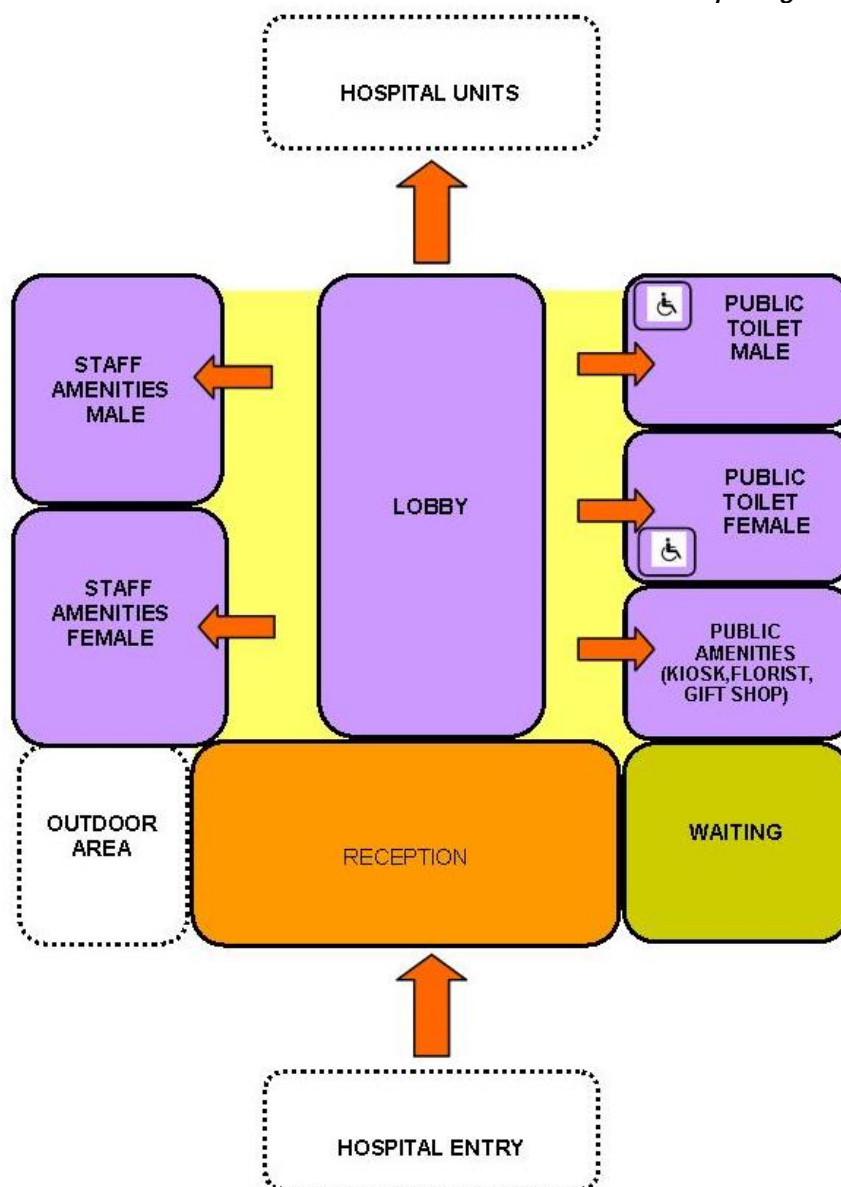 HOSPITAL UNITS
STAFF
AMENITIES
MALE
PUBLIC
TOILET
MALE
LOBBY
PUBLIC
TOILET
FEMALE
STAFF
AMENITIES
FEMALE
PUBLIC
AMENITIES
(KIOSK,FLORIST,
GIFT SHOP)
OUTDOOR
AREA
RECEPTION
WAITING
HOSPITAL ENTRY